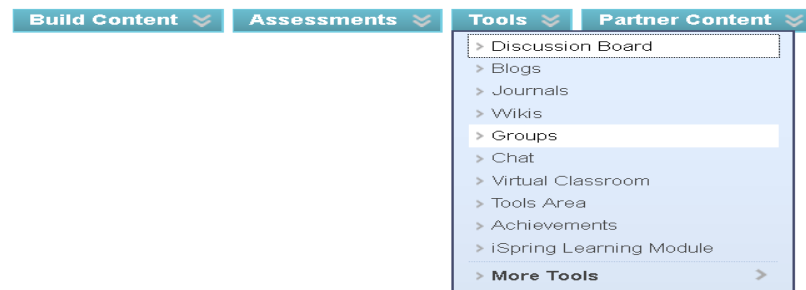 Build Content Assessments Tools Partner Content
> Discussion Board
> Blogs
> Journals
> Wikis
> Groups
> Chat
> Virtual Classroom
> Tools Area
> Achievements
> iSpring Learning Module
> More Tools >